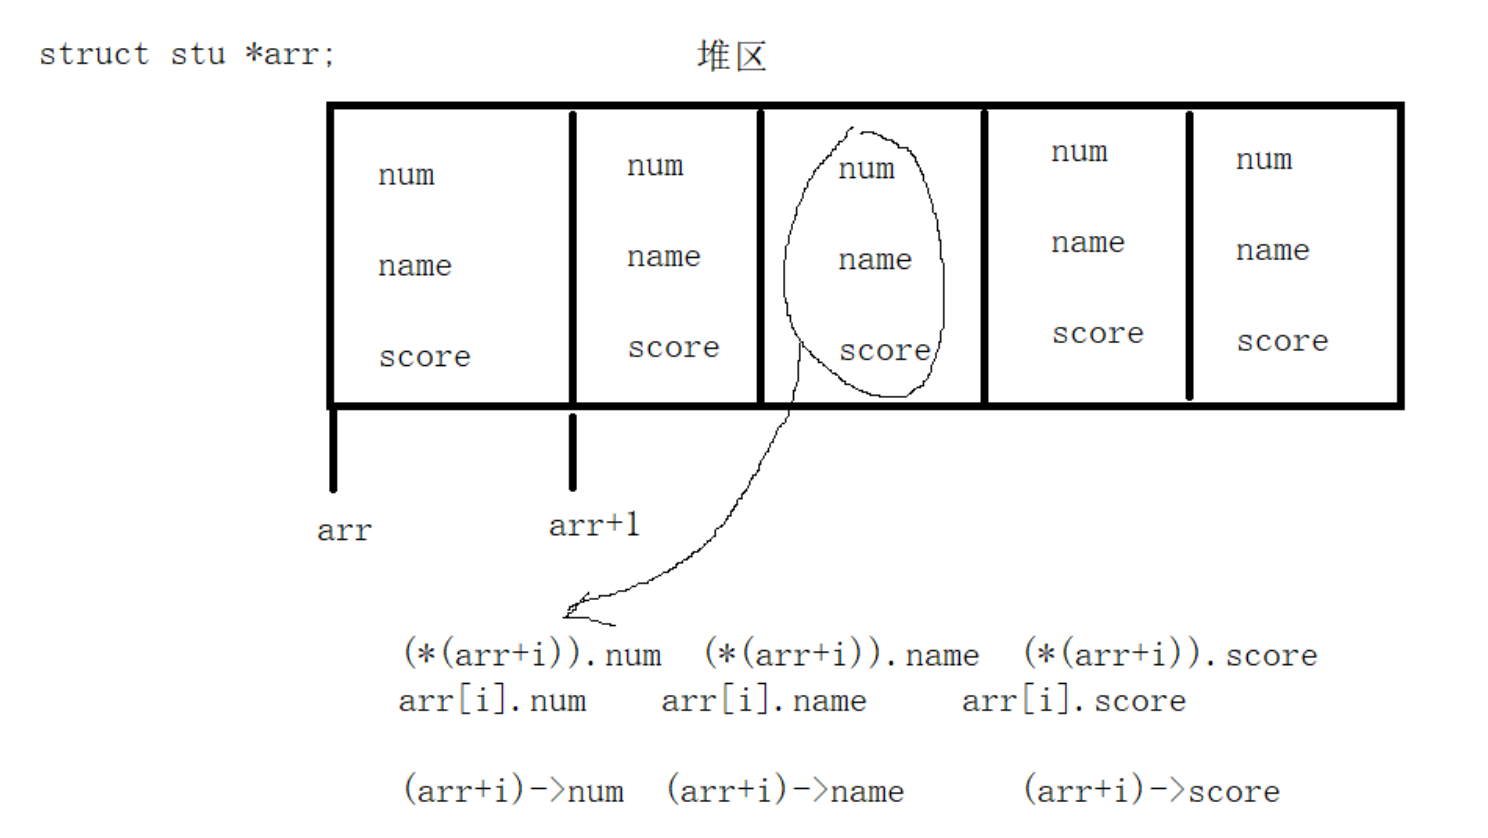 struct stu *arr; 堆区
num num num num num
name name name name name
score score score score score
arr arr+1
(*(arr+i)).num (*(arr+i)).name (*(arr+i)).score
arr[i].num arr[i].name arr[i].score
(arr+i)->num (arr+i)->name (arr+i)->score